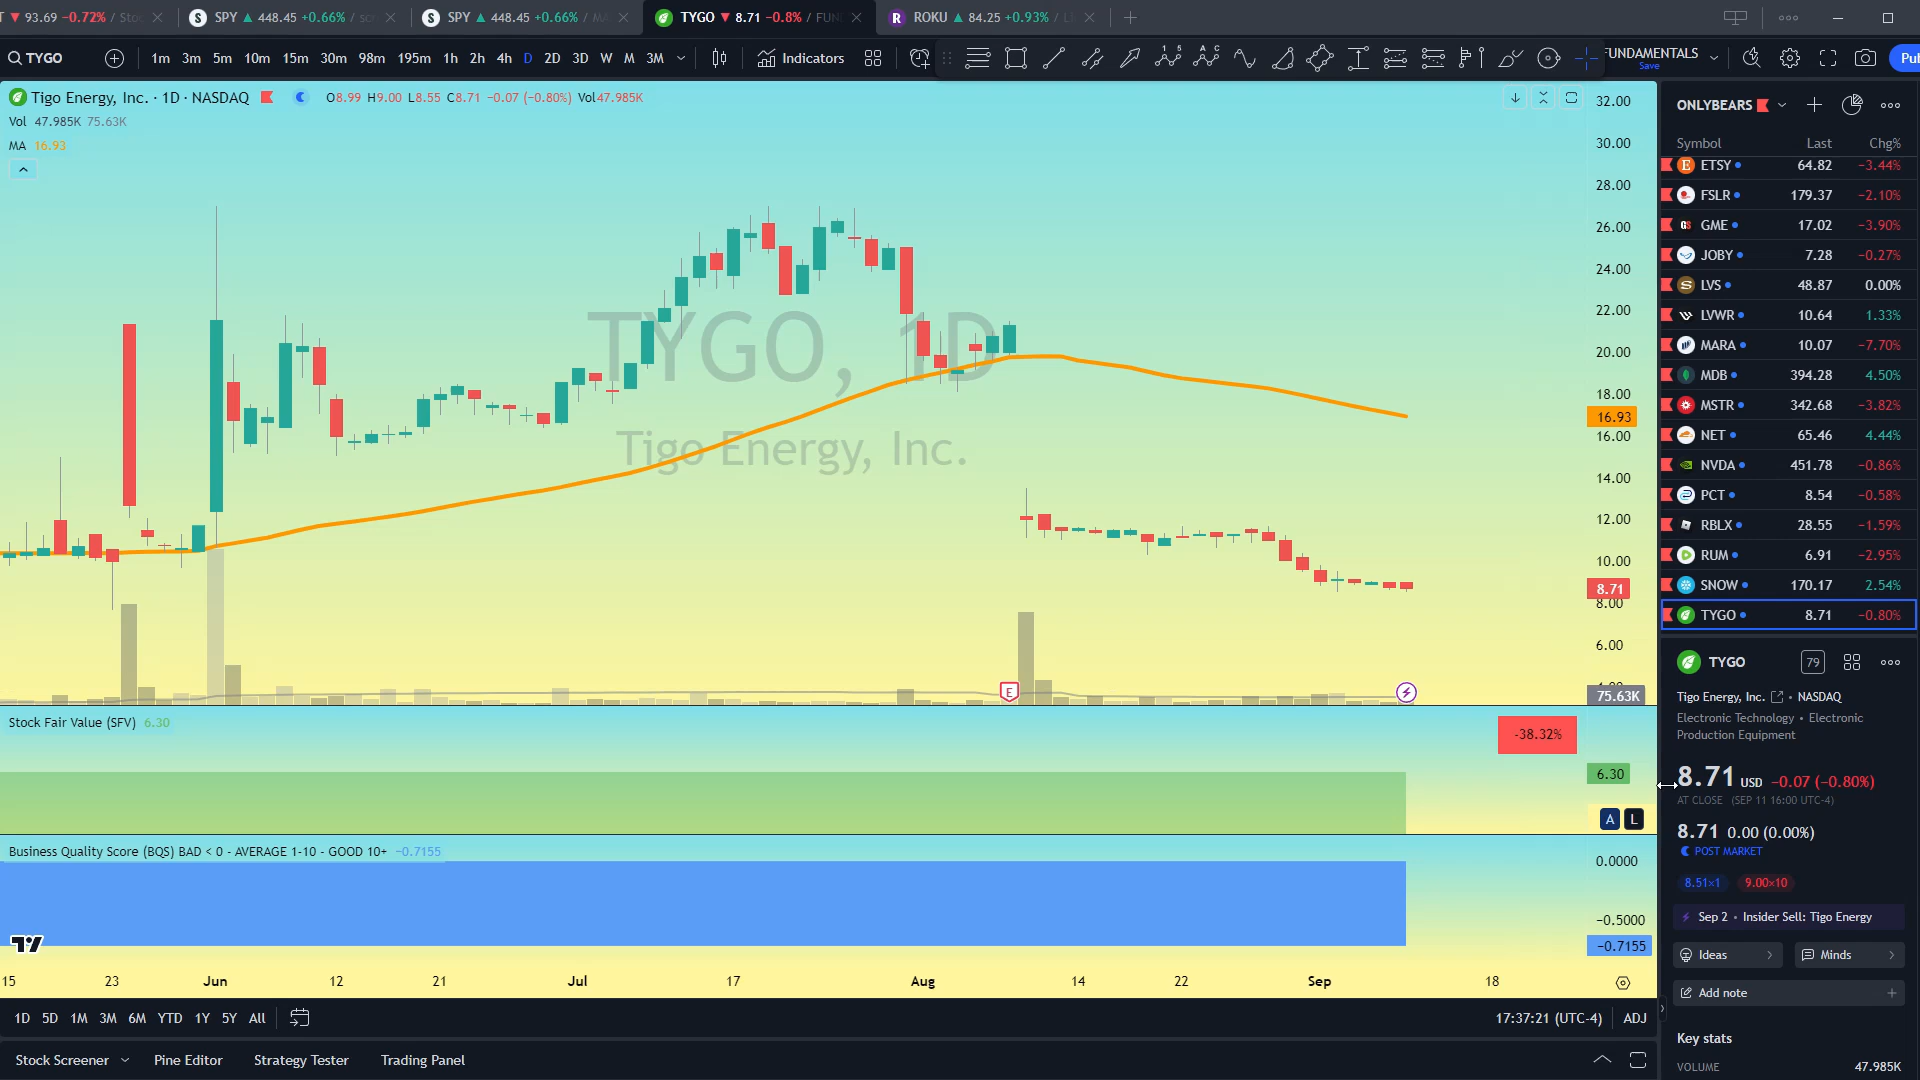 T ▼ 93.69 −0.72% / Sto
S SPY ▲ 448.45 +0.66% / sc
S SPY ▲ 448.45 +0.66% / MA
TYGO ▼ 8.71 −0.8% / FUN
R ROKU ▲ 84.25 +0.93% / L
TYGO 1m 3m 5m 10m 15m 30m 98m 195m 1h 2h 4h D 2D 3D W M 3M Indicators FUNDAMENTALS
Save
Pu
Tigo Energy, Inc. · 1D · NASDAQ O8.99 H9.00 L8.55 C8.71 −0.07 (−0.80%) Vol47.985K
Vol 47.985K 75.63K
MA 16.93
TYGO, 1D
Tigo Energy, Inc.
32.00
30.00
28.00
26.00
24.00
22.00
20.00
18.00
16.93
16.00
14.00
12.00
10.00
8.71
8.00
6.00
75.63K
E
Stock Fair Value (SFV) 6.30
-38.32%
6.30
A L
Business Quality Score (BQS) BAD < 0 - AVERAGE 1-10 - GOOD 10+ −0.7155
0.0000
−0.5000
−0.7155
15 23 Jun 12 21 Jul 17 Aug 14 22 Sep 18
1D 5D 1M 3M 6M YTD 1Y 5Y All
17:37:21 (UTC-4) ADJ
Stock Screener Pine Editor Strategy Tester Trading Panel
ONLYBEARS
Symbol Last Chg%
ETSY 64.82 −3.44%
FSLR 179.37 −2.10%
GME 17.02 −3.90%
JOBY 7.28 −0.27%
LVS 48.87 0.00%
LVWR 10.64 1.33%
MARA 10.07 −7.70%
MDB 394.28 4.50%
MSTR 342.68 −3.82%
NET 65.46 4.44%
NVDA 451.78 −0.86%
PCT 8.54 −0.58%
RBLX 28.55 −1.59%
RUM 6.91 −2.95%
SNOW 170.17 2.54%
TYGO 8.71 −0.80%
TYGO 79
Tigo Energy, Inc. • NASDAQ
Electronic Technology • Electronic
Production Equipment
8.71 USD −0.07 (−0.80%)
AT CLOSE (SEP 11 16:00 UTC-4)
8.71 0.00 (0.00%)
POST MARKET
8.51×1 9.00×10
Sep 2 • Insider Sell: Tigo Energy
Ideas Minds
Add note
Key stats
VOLUME 47.985K